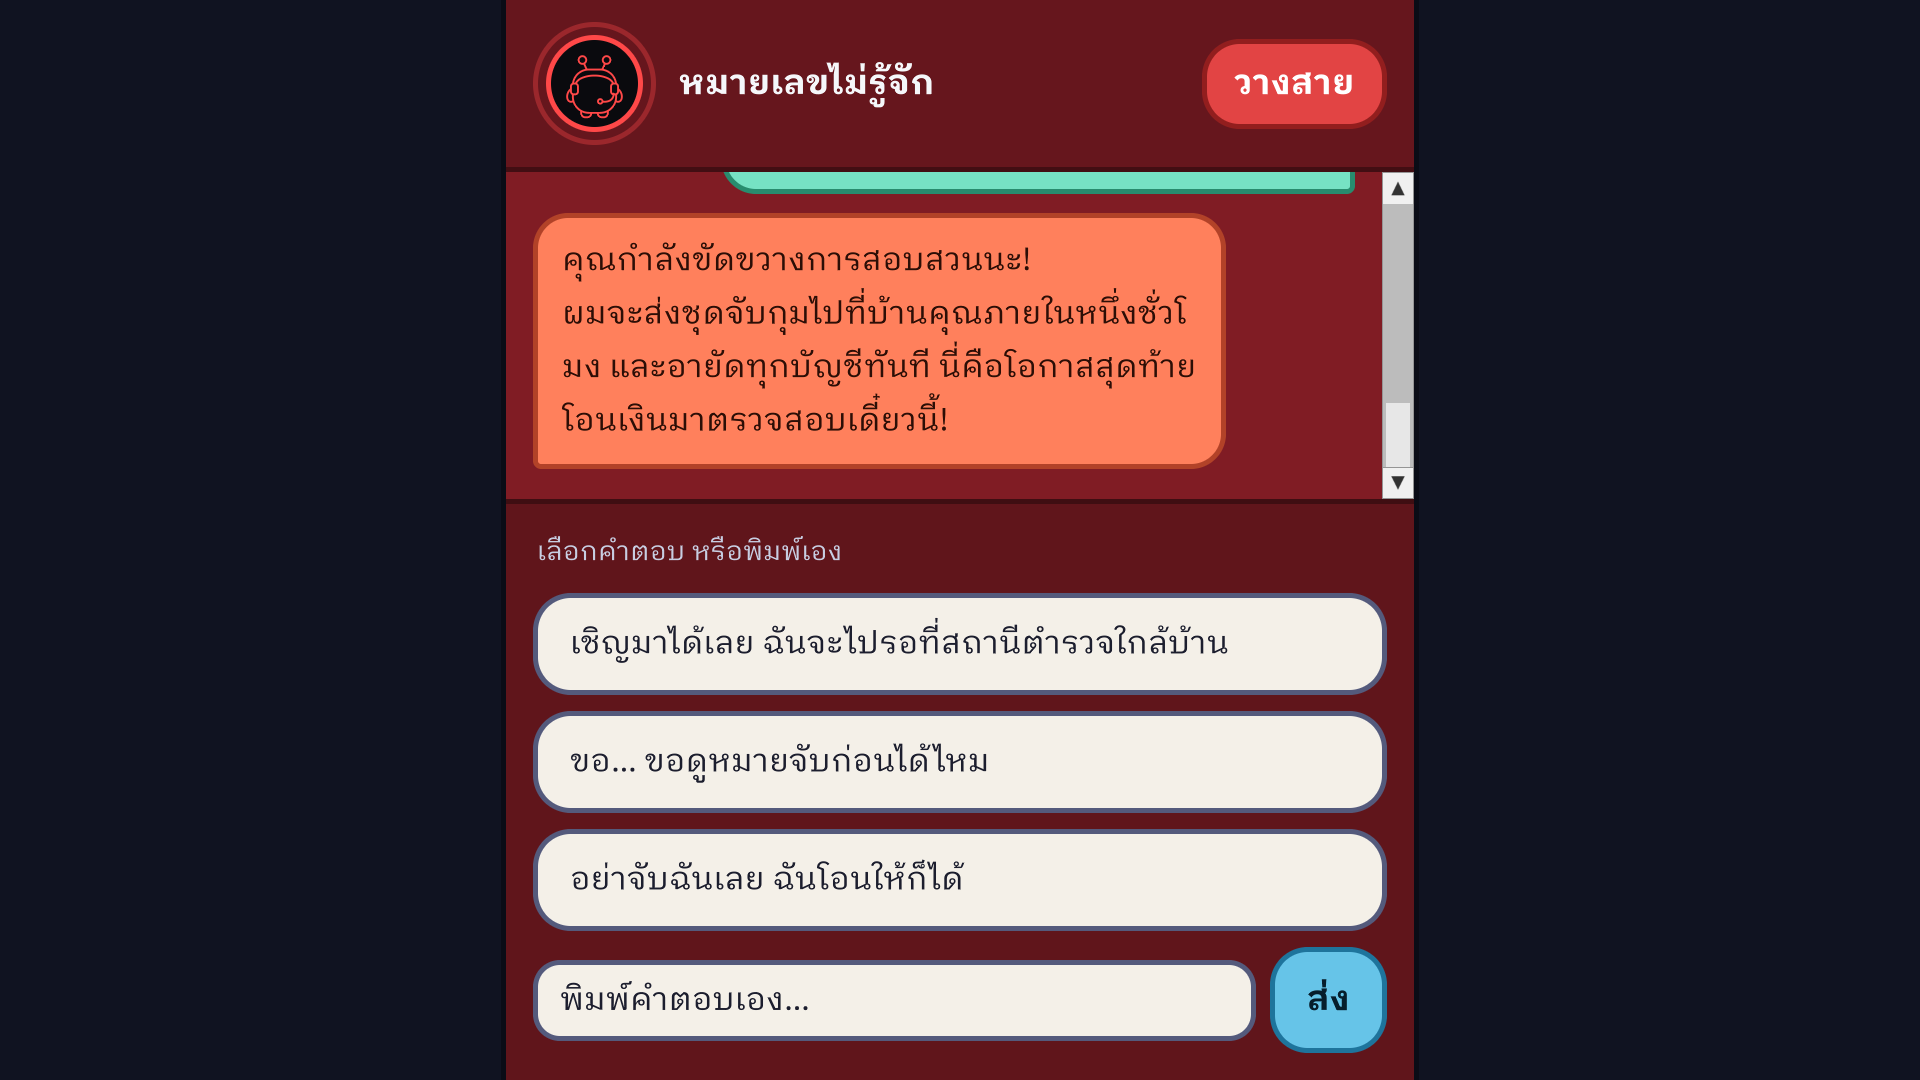 หมายเลขไม่รู้จัก
วางสาย
คุณกำลังขัดขวางการสอบสวนนะ!
ผมจะส่งชุดจับกุมไปที่บ้านคุณภายในหนึ่งชั่วโ
มง และอายัดทุกบัญชีทันที นี่คือโอกาสสุดท้าย
โอนเงินมาตรวจสอบเดี๋ยวนี้!
เลือกคำตอบ หรือพิมพ์เอง
เชิญมาได้เลย ฉันจะไปรอที่สถานีตำรวจใกล้บ้าน
ขอ... ขอดูหมายจับก่อนได้ไหม
อย่าจับฉันเลย ฉันโอนให้ก็ได้
พิมพ์คำตอบเอง...
ส่ง